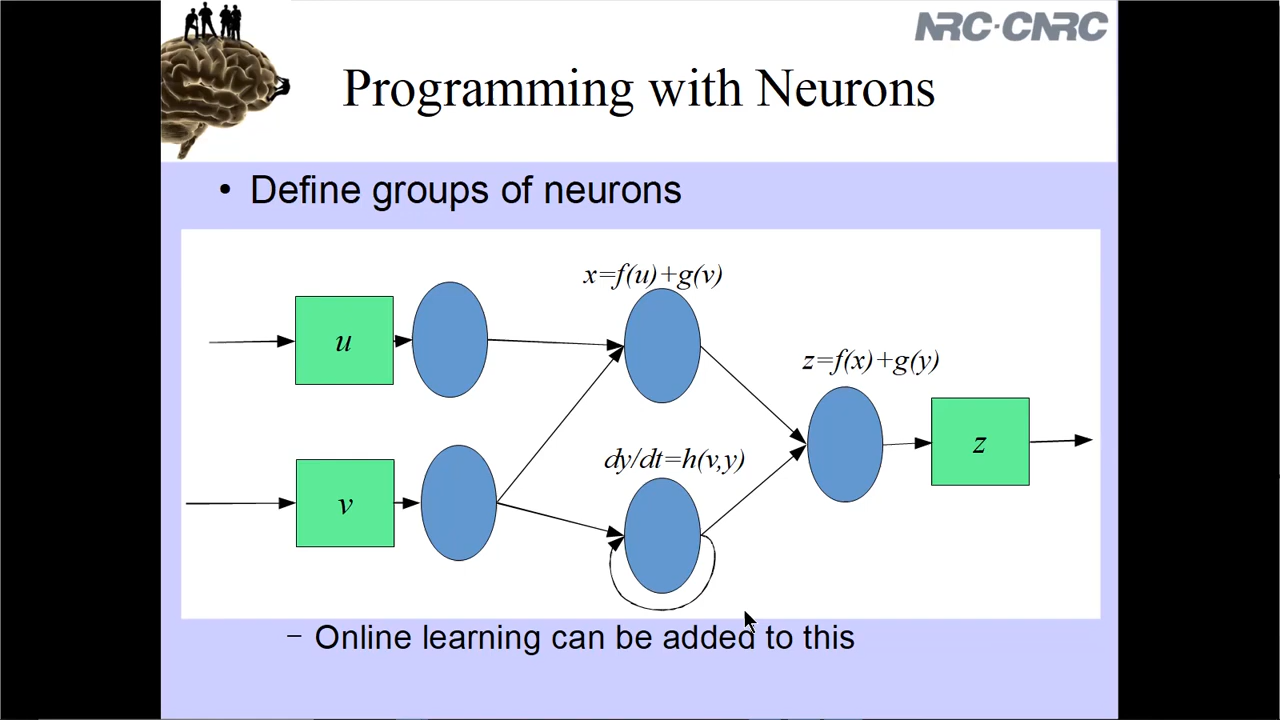 NRC·CNRC
Programming with Neurons
• Define groups of neurons
x=f(u)+g(v)
u
z=f(x)+g(y)
z
dy/dt=h(v,y)
v
– Online learning can be added to this